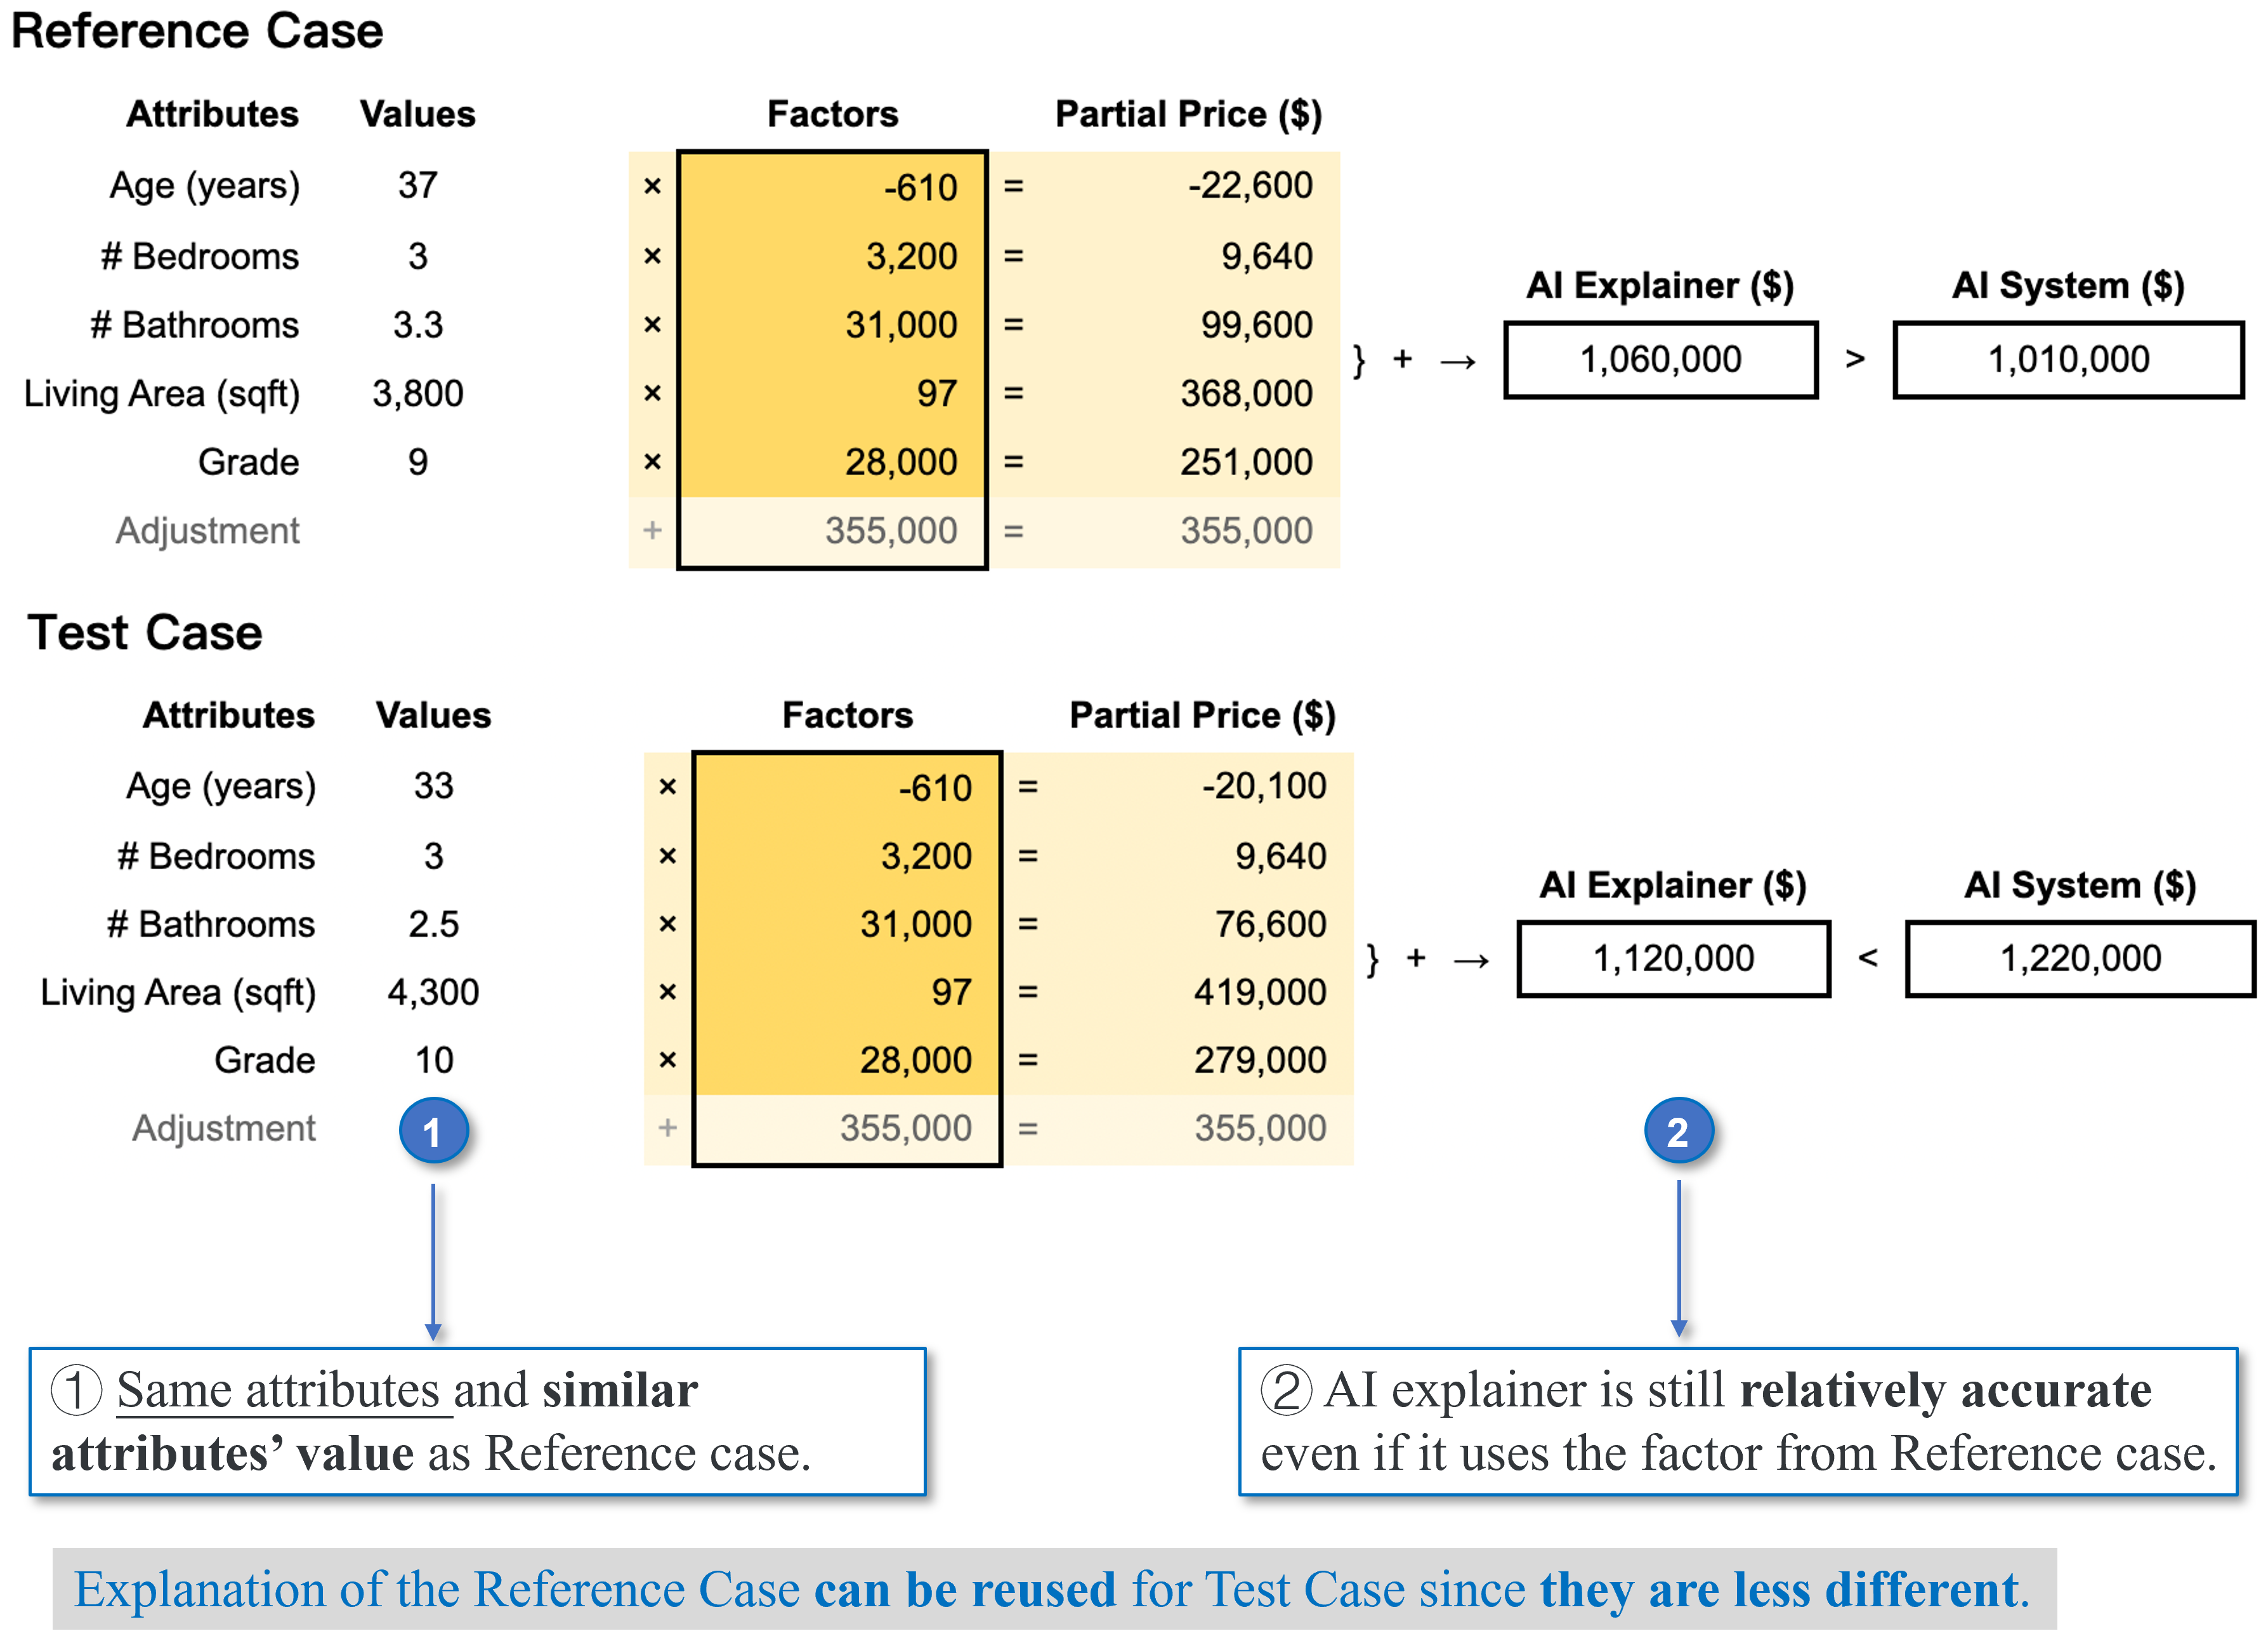 Reference Case
Attributes Values Factors Partial Price ($)
Age (years) 37 × -610 = -22,600
# Bedrooms 3 × 3,200 = 9,640
AI Explainer ($) AI System ($)
# Bathrooms 3.3 × 31,000 = 99,600
} + → 1,060,000 > 1,010,000
Living Area (sqft) 3,800 × 97 = 368,000
Grade 9 × 28,000 = 251,000
Adjustment + 355,000 = 355,000
Test Case
Attributes Values Factors Partial Price ($)
Age (years) 33 × -610 = -20,100
# Bedrooms 3 × 3,200 = 9,640
AI Explainer ($) AI System ($)
# Bathrooms 2.5 × 31,000 = 76,600
} + → 1,120,000 < 1,220,000
Living Area (sqft) 4,300 × 97 = 419,000
Grade 10 × 28,000 = 279,000
Adjustment + 355,000 = 355,000
1
2
① Same attributes and similar
attributes’ value as Reference case.
② AI explainer is still relatively accurate
even if it uses the factor from Reference case.
Explanation of the Reference Case can be reused for Test Case since they are less different.